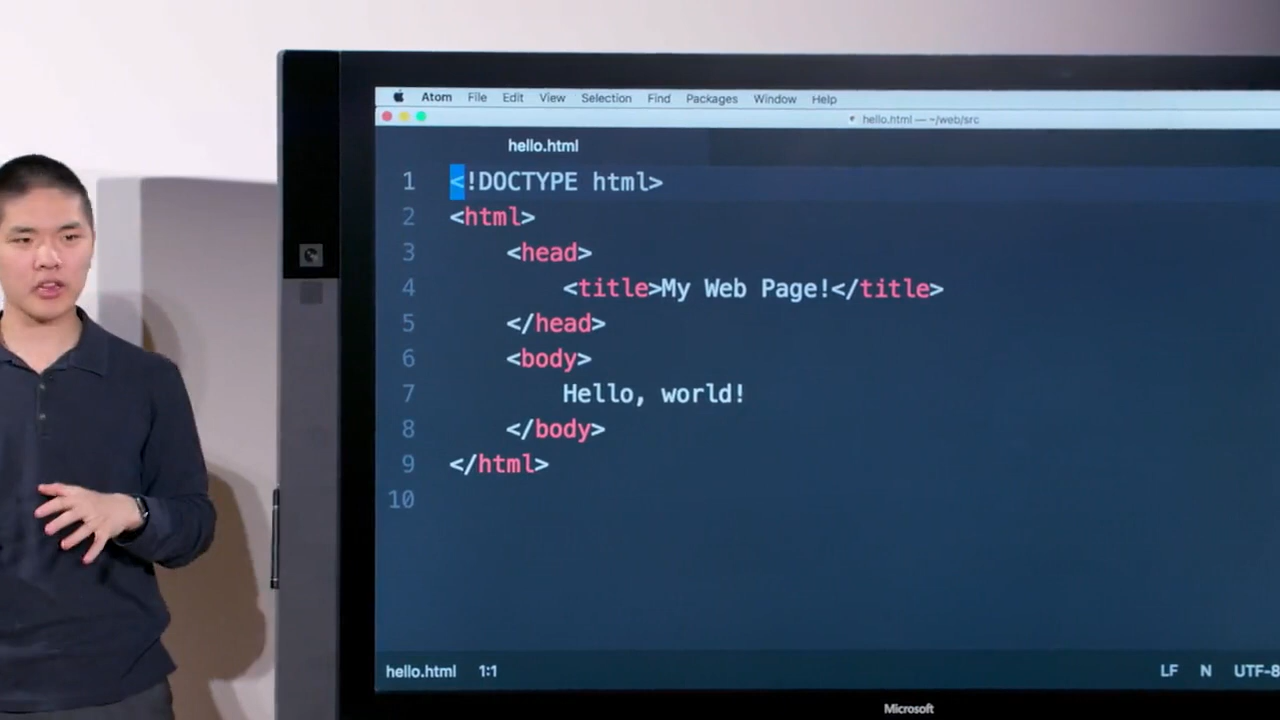 Atom File Edit View Selection Find Packages Window Help
hello.html — ~/web/src
hello.html
1 <!DOCTYPE html>
2 <html>
3 <head>
4 <title>My Web Page!</title>
5 </head>
6 <body>
7 Hello, world!
8 </body>
9 </html>
10
hello.html 1:1 LF N UTF-8
Microsoft